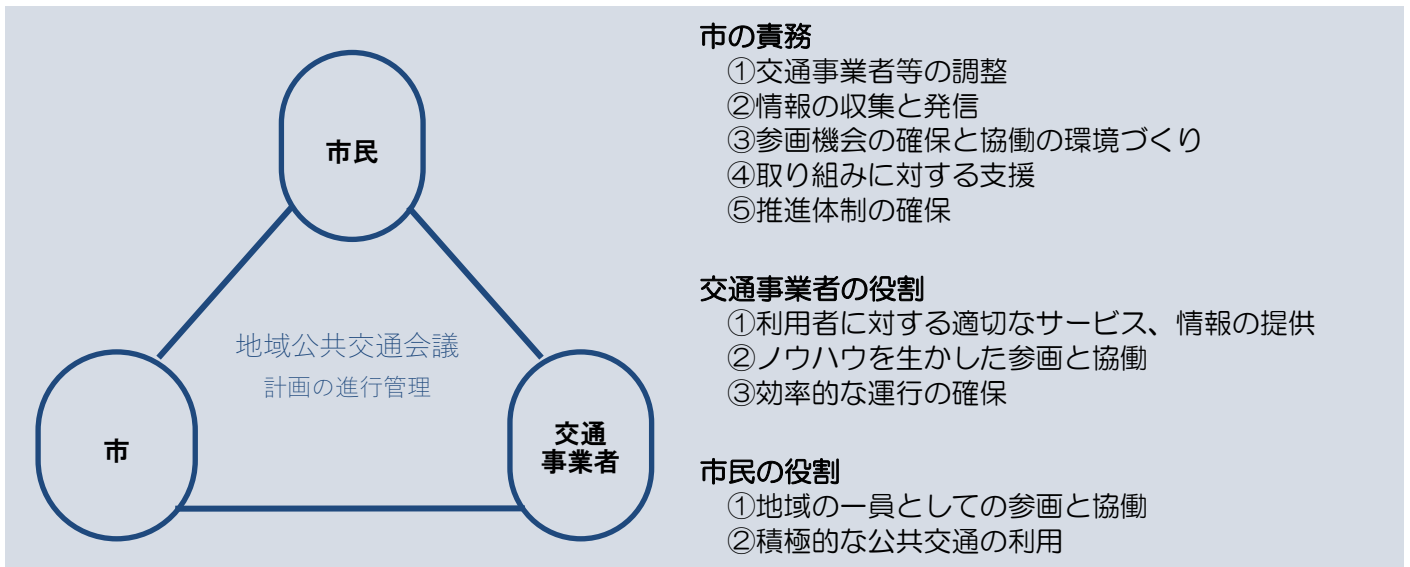 市民
地域公共交通会議
計画の進行管理
市
交通
事業者
市の責務
①交通事業者等の調整
②情報の収集と発信
③参画機会の確保と協働の環境づくり
④取り組みに対する支援
⑤推進体制の確保
交通事業者の役割
①利用者に対する適切なサービス、情報の提供
②ノウハウを生かした参画と協働
③効率的な運行の確保
市民の役割
①地域の一員としての参画と協働
②積極的な公共交通の利用